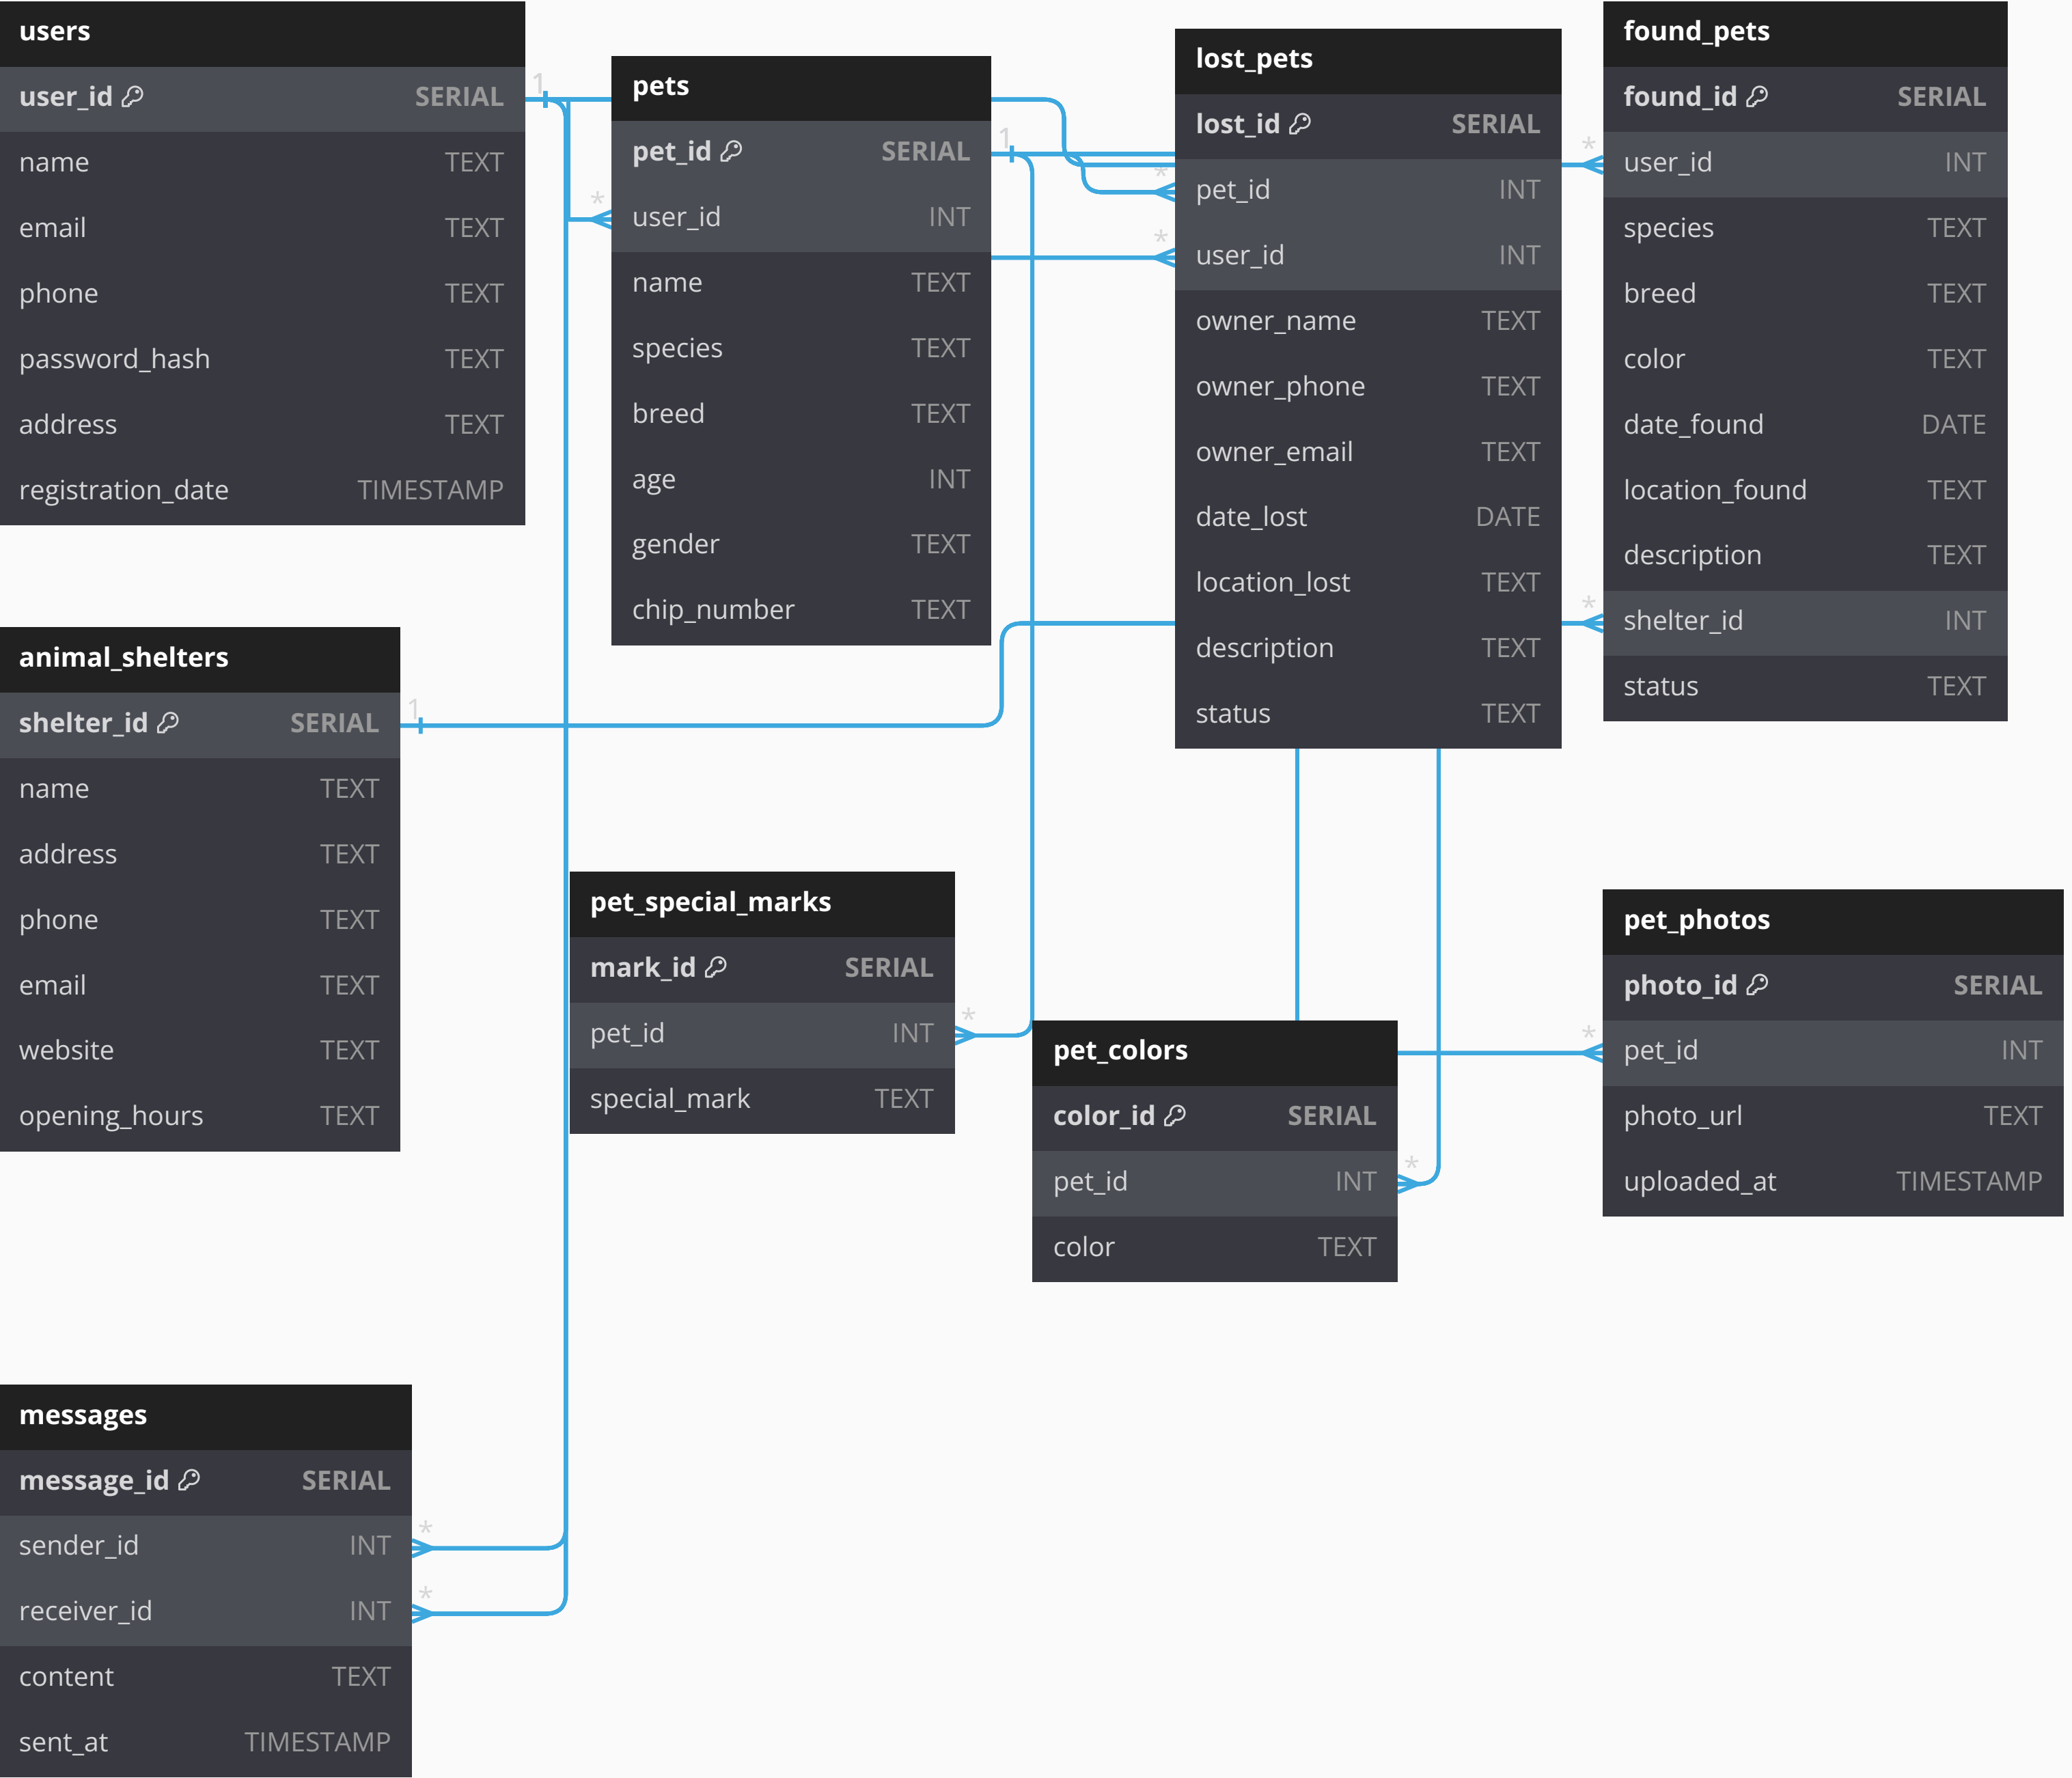 users
user_id SERIAL
name TEXT
email TEXT
phone TEXT
password_hash TEXT
address TEXT
registration_date TIMESTAMP
1
pets
pet_id SERIAL
user_id INT
name TEXT
species TEXT
breed TEXT
age INT
gender TEXT
chip_number TEXT
*
1
lost_pets
lost_id SERIAL
pet_id INT
user_id INT
owner_name TEXT
owner_phone TEXT
owner_email TEXT
date_lost DATE
location_lost TEXT
description TEXT
status TEXT
*
*
found_pets
found_id SERIAL
user_id INT
species TEXT
breed TEXT
color TEXT
date_found DATE
location_found TEXT
description TEXT
shelter_id INT
status TEXT
*
*
animal_shelters
shelter_id SERIAL
name TEXT
address TEXT
phone TEXT
email TEXT
website TEXT
opening_hours TEXT
1
pet_special_marks
mark_id SERIAL
pet_id INT
special_mark TEXT
*
pet_colors
color_id SERIAL
pet_id INT
color TEXT
*
pet_photos
photo_id SERIAL
pet_id INT
photo_url TEXT
uploaded_at TIMESTAMP
*
messages
message_id SERIAL
sender_id INT
receiver_id INT
content TEXT
sent_at TIMESTAMP
*
*